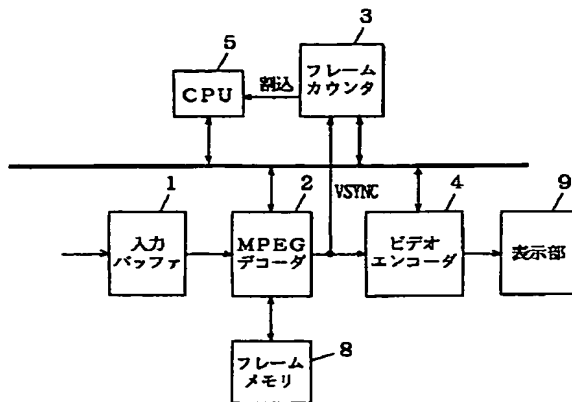 3
5
フレーム
カウンタ
割込
CPU
VSYNC
1
2
4
9
入力
バッファ
MPEG
デコーダ
ビデオ
エンコーダ
表示部
フレーム
メモリ
8